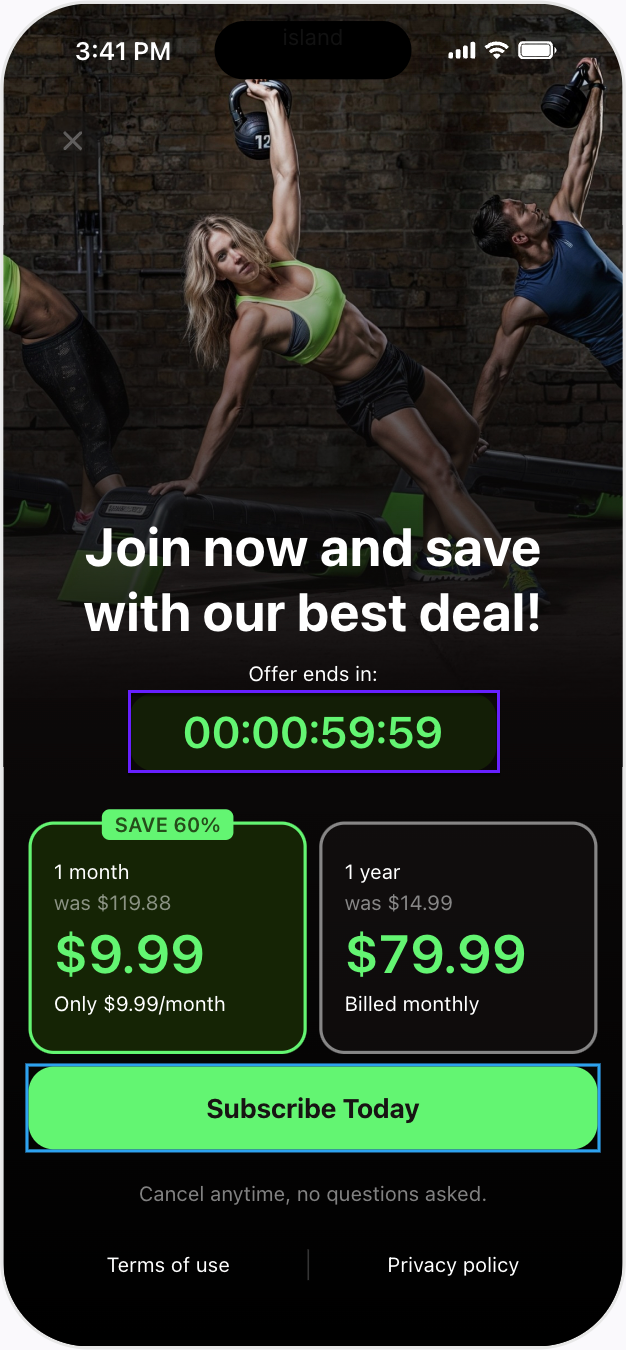 island
3:41 PM
12
Join now and save
with our best deal!
Offer ends in:
00:00:59:59
SAVE 60%
1 month
was $119.88
$9.99
Only $9.99/month
1 year
was $14.99
$79.99
Billed monthly
Subscribe Today
Cancel anytime, no questions asked.
Terms of use
Privacy policy